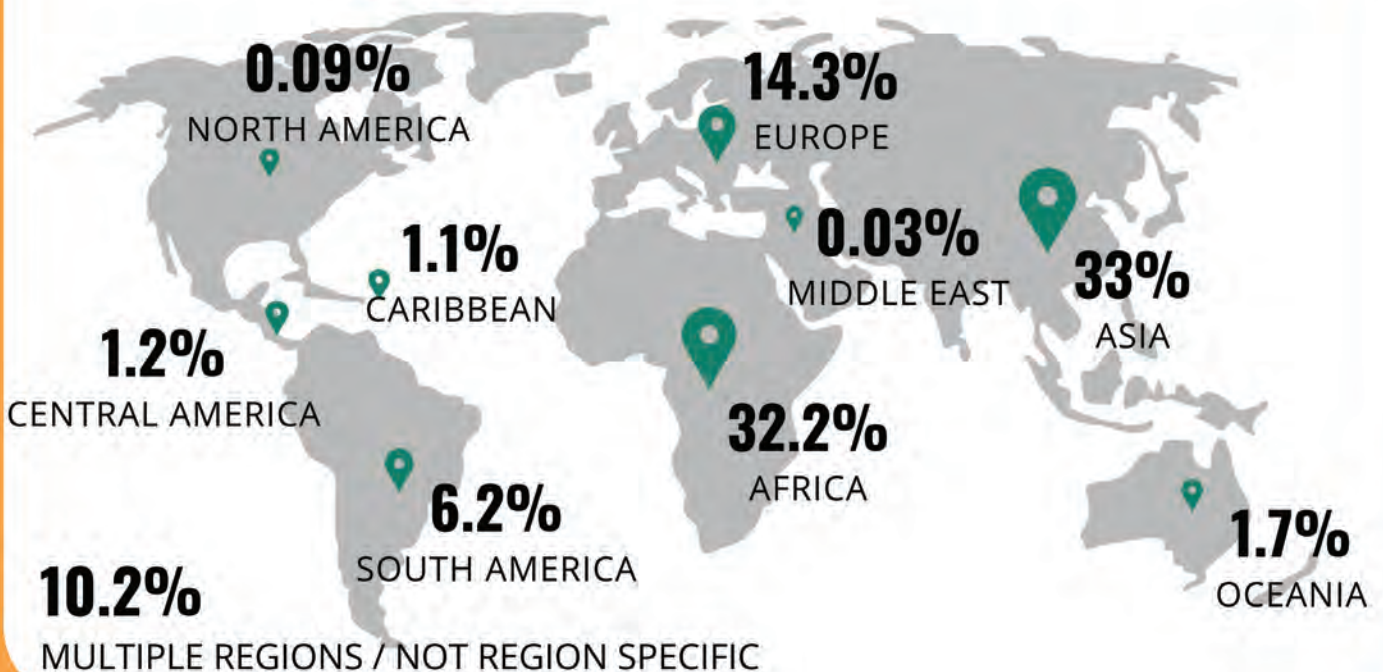 0.09%
NORTH AMERICA
14.3%
EUROPE
1.1%
CARIBBEAN
0.03%
MIDDLE EAST
33%
ASIA
1.2%
CENTRAL AMERICA
32.2%
AFRICA
6.2%
SOUTH AMERICA
1.7%
OCEANIA
10.2%
MULTIPLE REGIONS / NOT REGION SPECIFIC